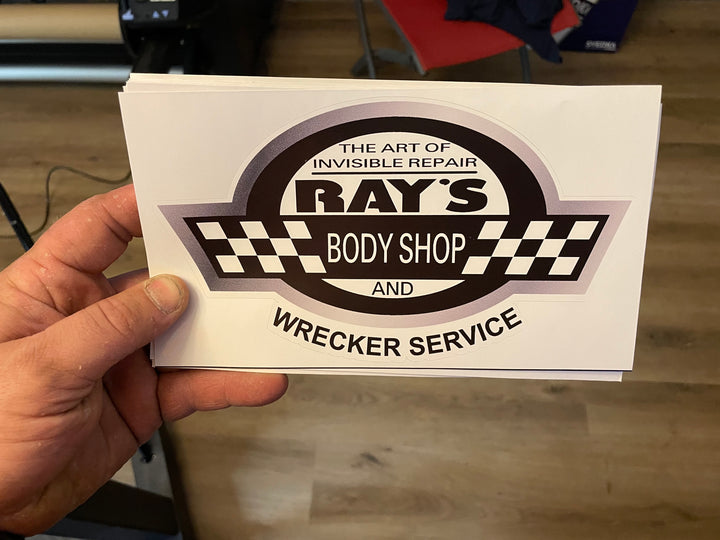 THE ART OF
INVISIBLE REPAIR
RAY'S
BODY SHOP
AND
WRECKER SERVICE